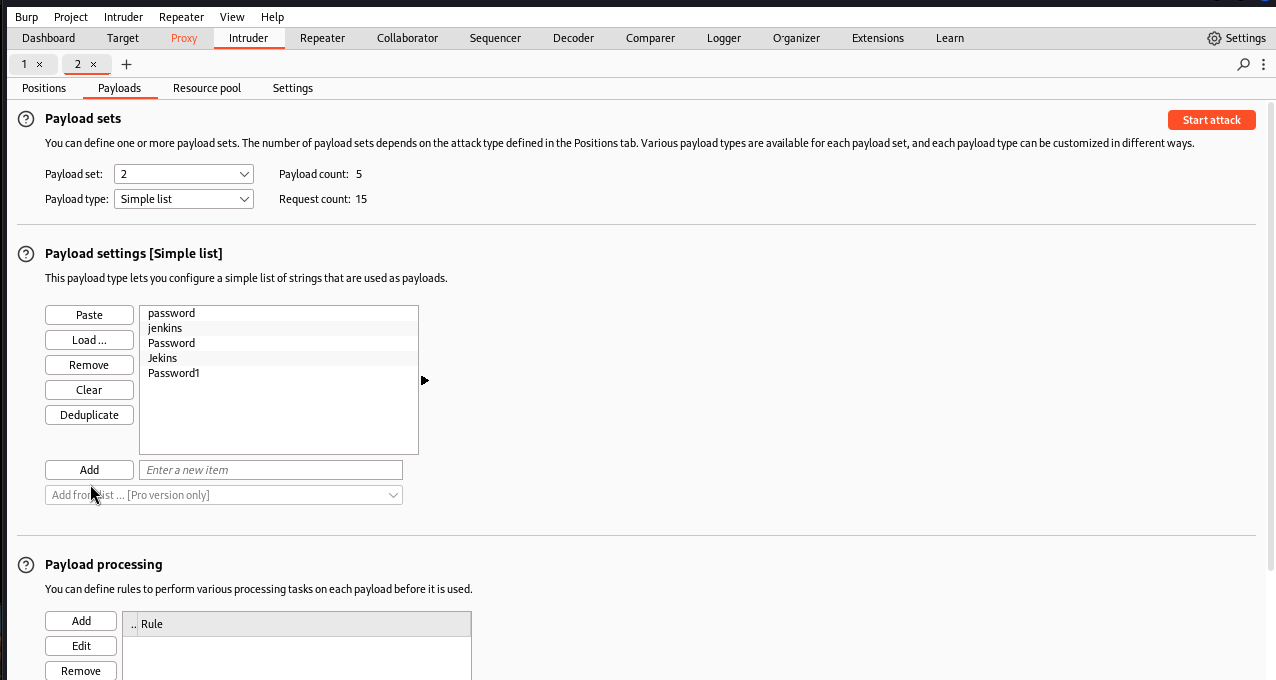 Burp Project Intruder Repeater View Help
Dashboard Target Proxy Intruder Repeater Collaborator Sequencer Decoder Comparer Logger Organizer Extensions Learn Settings
1 × 2 × +
Positions Payloads Resource pool Settings
? Payload sets Start attack
You can define one or more payload sets. The number of payload sets depends on the attack type defined in the Positions tab. Various payload types are available for each payload set, and each payload type can be customized in different ways.
Payload set: 2 Payload count: 5
Payload type: Simple list Request count: 15
? Payload settings [Simple list]
This payload type lets you configure a simple list of strings that are used as payloads.
Paste password
jenkins
Load ... Password
Remove Jekins
Password1
Clear
Deduplicate
Add Enter a new item
Add from list ... [Pro version only]
? Payload processing
You can define rules to perform various processing tasks on each payload before it is used.
Add .. Rule
Edit
Remove